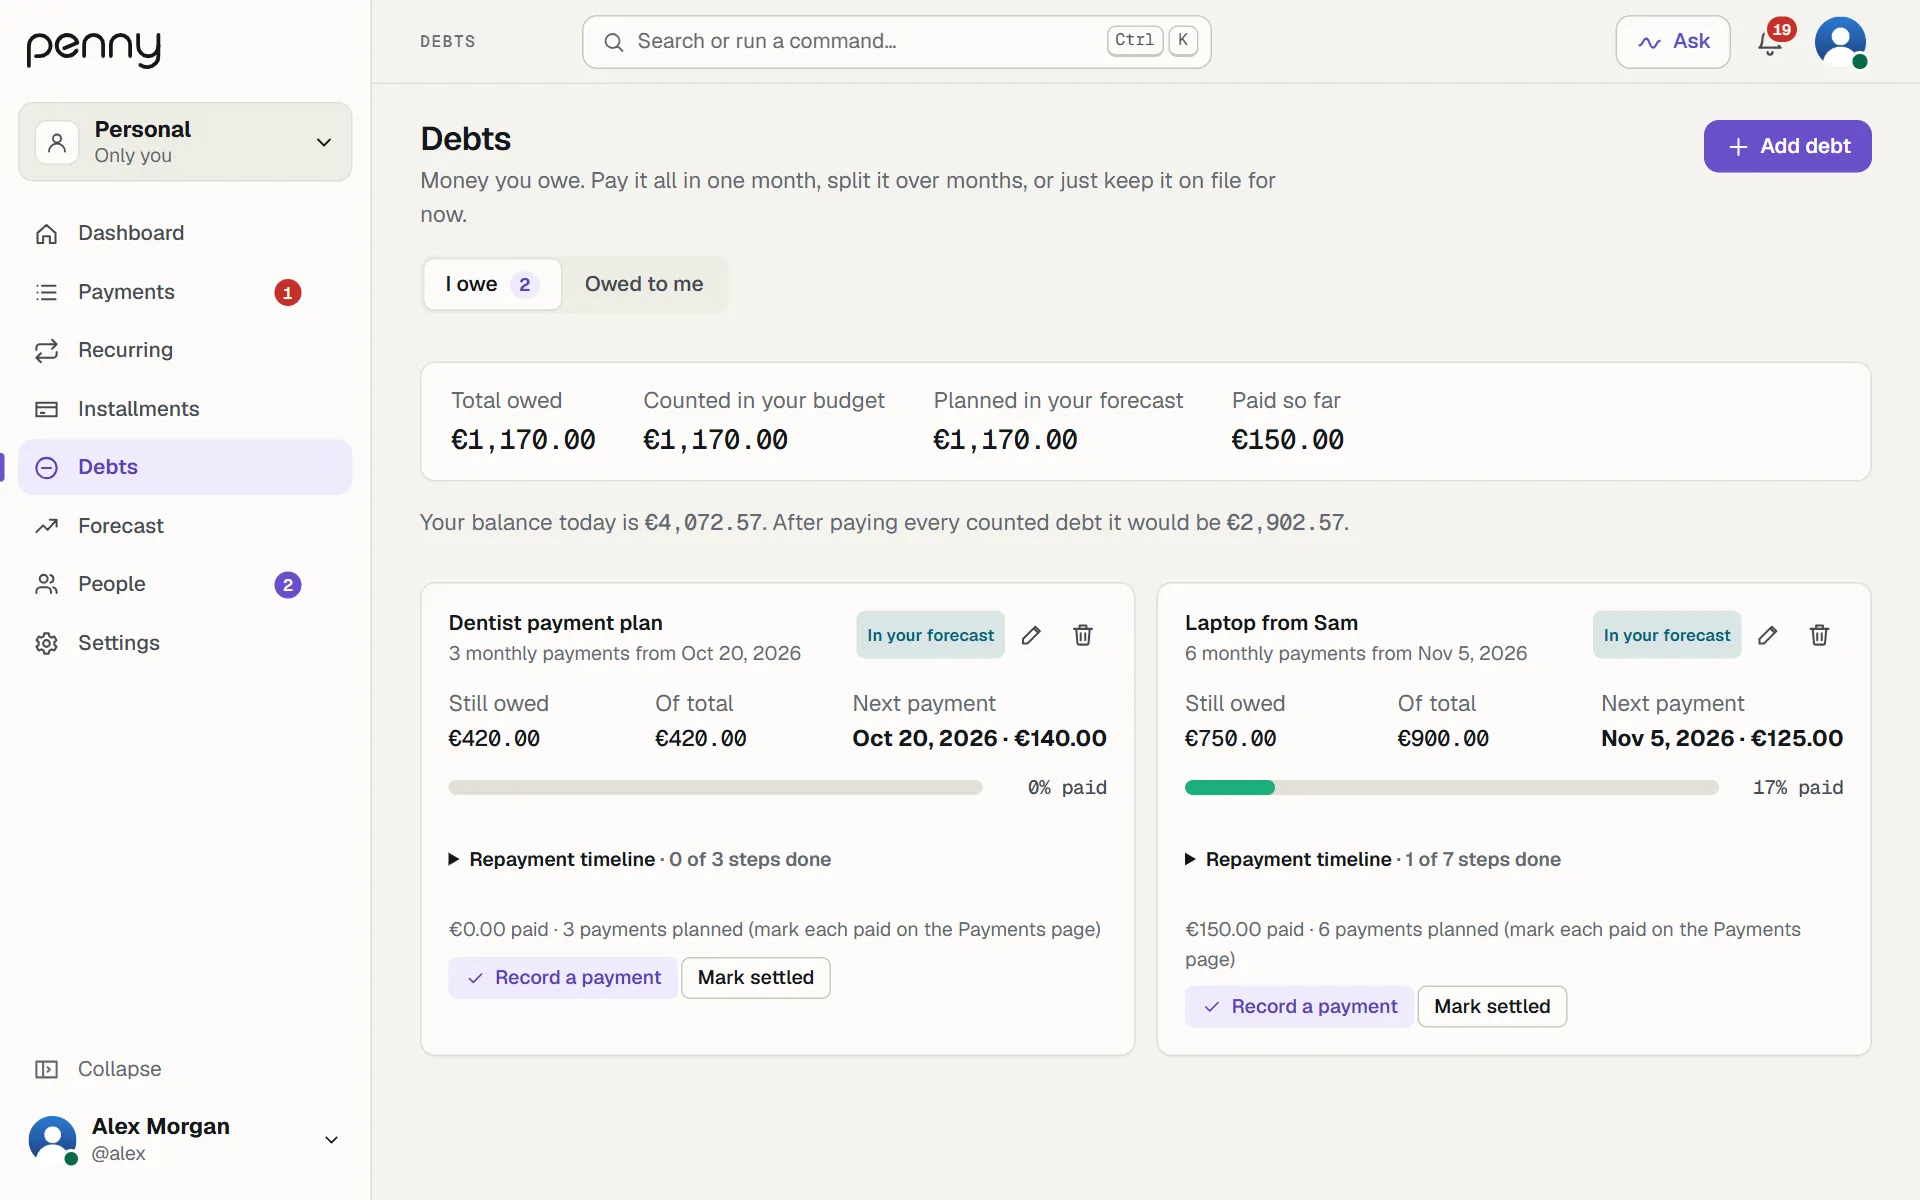 penny
Personal
Only you
Dashboard
Payments 1
Recurring
Installments
Debts
Forecast
People 2
Settings
Collapse
Alex Morgan
@alex
DEBTS
Search or run a command...
Ctrl K
Ask
19
Debts
Money you owe. Pay it all in one month, split it over months, or just keep it on file for
now.
Add debt
I owe 2
Owed to me
Total owed
€1,170.00
Counted in your budget
€1,170.00
Planned in your forecast
€1,170.00
Paid so far
€150.00
Your balance today is €4,072.57. After paying every counted debt it would be €2,902.57.
Dentist payment plan
3 monthly payments from Oct 20, 2026
In your forecast
Still owed
€420.00
Of total
€420.00
Next payment
Oct 20, 2026 · €140.00
0% paid
Repayment timeline · 0 of 3 steps done
€0.00 paid · 3 payments planned (mark each paid on the Payments page)
Record a payment
Mark settled
Laptop from Sam
6 monthly payments from Nov 5, 2026
In your forecast
Still owed
€750.00
Of total
€900.00
Next payment
Nov 5, 2026 · €125.00
17% paid
Repayment timeline · 1 of 7 steps done
€150.00 paid · 6 payments planned (mark each paid on the Payments
page)
Record a payment
Mark settled